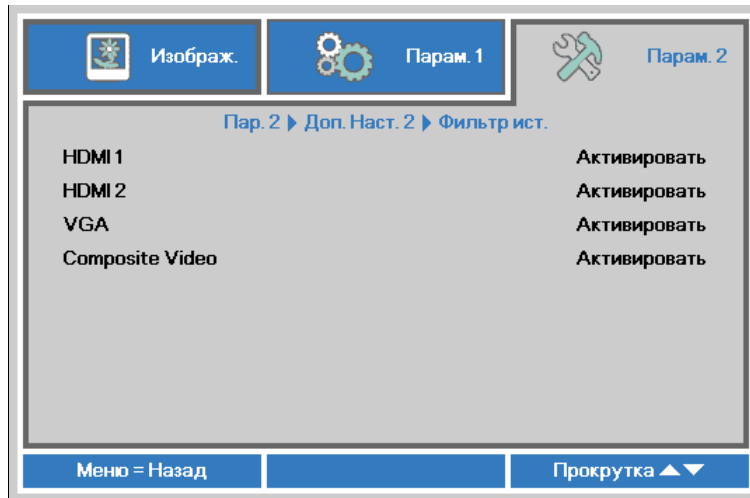 Изображ.
Парам. 1
Парам. 2
Пар. 2 ▶ Доп. Наст. 2 ▶ Фильтр ист.
HDMI 1 Активировать
HDMI 2 Активировать
VGA Активировать
Composite Video Активировать
Меню = Назад
Прокрутка ▲▼